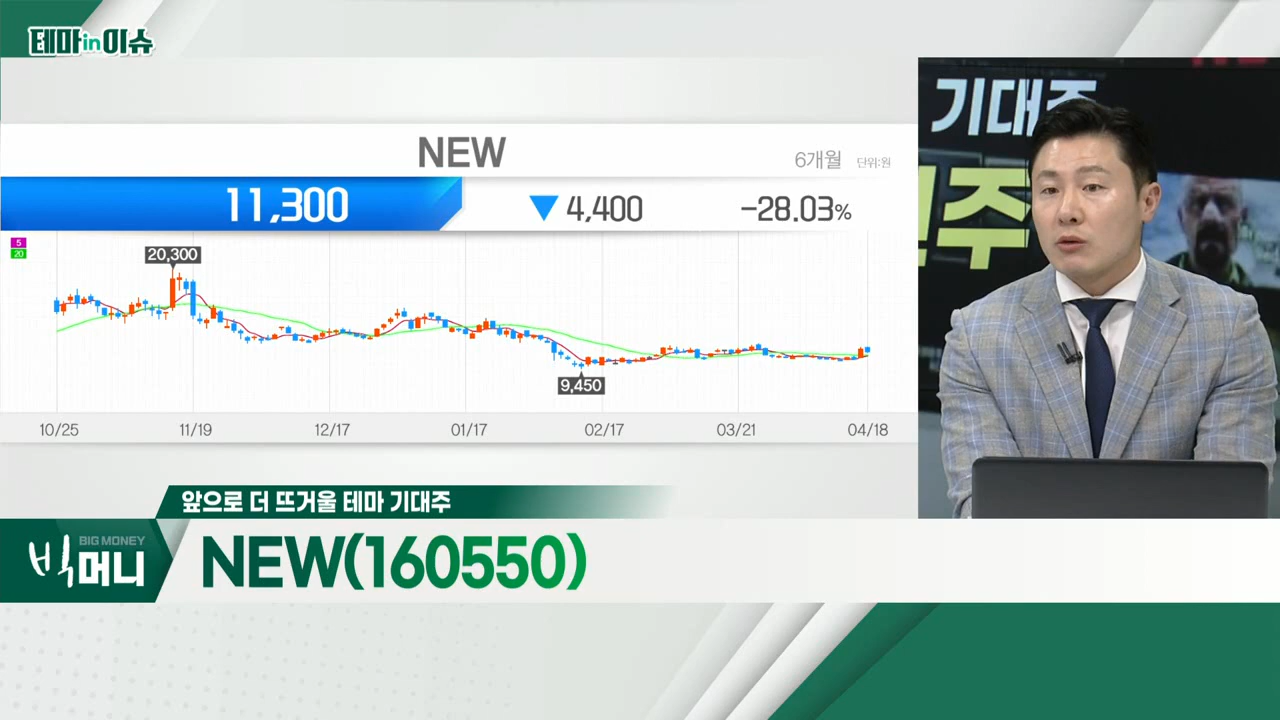 테마in이슈
기대주
인주
NEW
6개월 단위:원
11,300 ▼4,400 -28.03%
5
20
20,300
9,450
10/25 11/19 12/17 01/17 02/17 03/21 04/18
앞으로 더 뜨거울 테마 기대주
BIG MONEY
빅머니
NEW(160550)